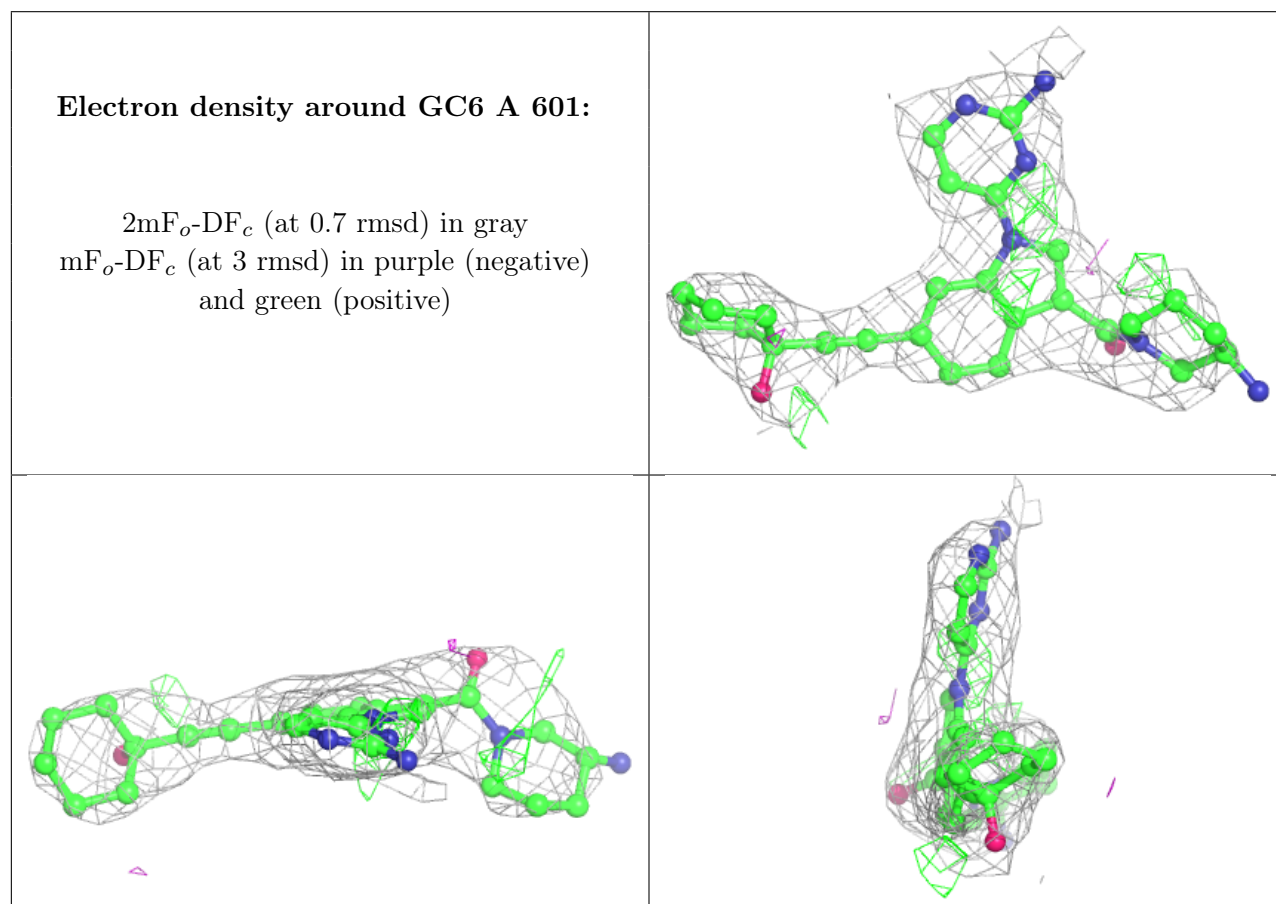 Electron density around GC6 A 601:
2mFo-DFc (at 0.7 rmsd) in gray
mFo-DFc (at 3 rmsd) in purple (negative)
and green (positive)